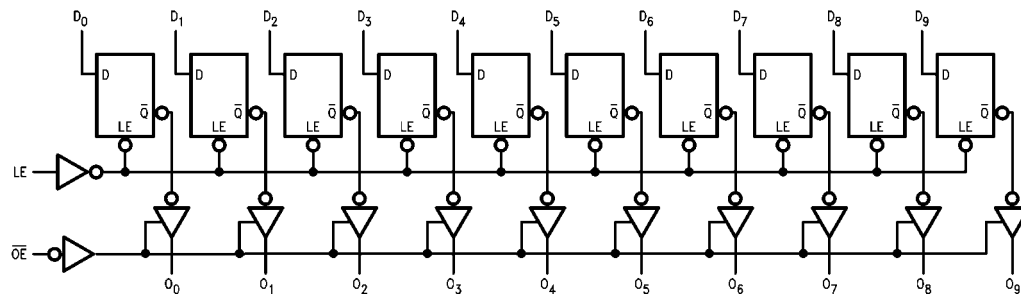 D₀ D₁ D₂ D₃ D₄ D₅ D₆ D₇ D₈ D₉
D D D D D D D D D D
Q̅ Q̅ Q̅ Q̅ Q̅ Q̅ Q̅ Q̅ Q̅ Q̅
LE LE LE LE LE LE LE LE LE LE
LE
O̅E̅
O₀ O₁ O₂ O₃ O₄ O₅ O₆ O₇ O₈ O₉